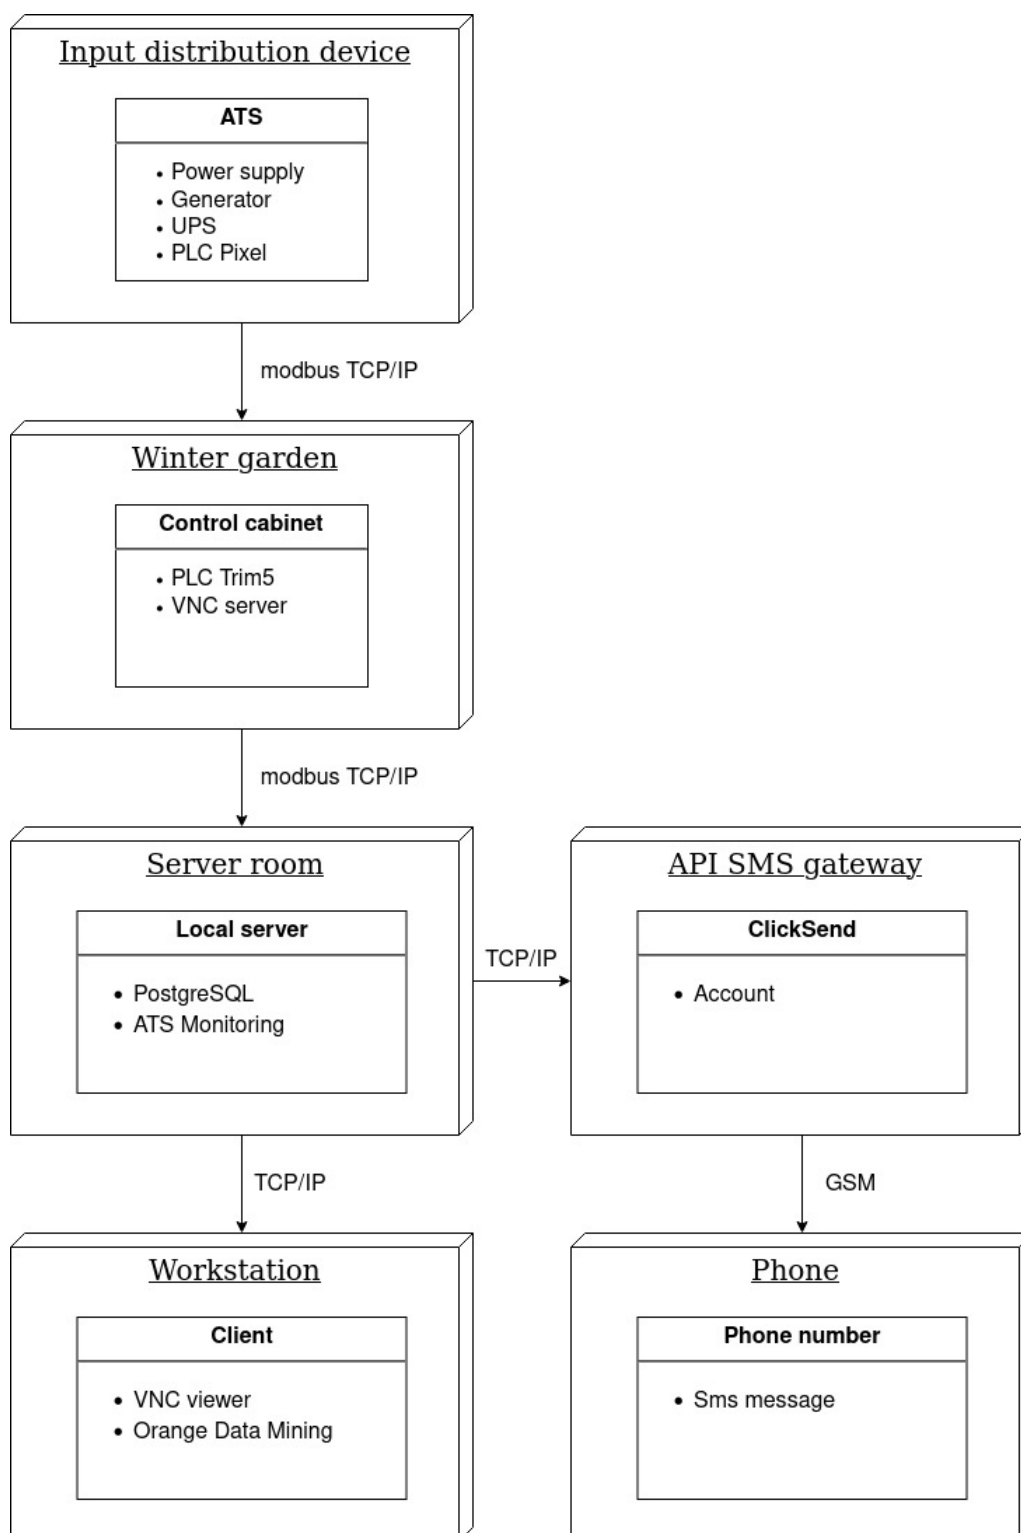 Input distribution device
ATS
Power supply
Generator
UPS
PLC Pixel
modbus TCP/IP
Winter garden
Control cabinet
PLC Trim5
VNC server
modbus TCP/IP
Server room
Local server
PostgreSQL
ATS Monitoring
TCP/IP
API SMS gateway
ClickSend
Account
TCP/IP
GSM
Workstation
Client
VNC viewer
Orange Data Mining
Phone
Phone number
Sms message